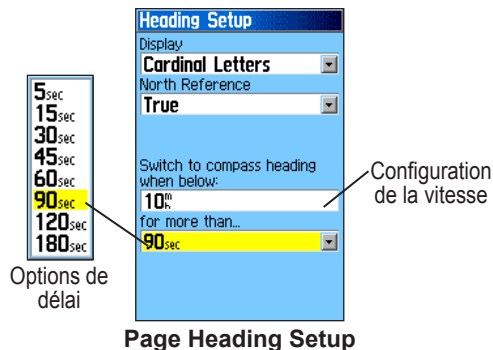 Heading Setup
Display
Cardinal Letters
North Reference
True
Switch to compass heading
when below:
10 m/h
for more than...
90sec
5sec
15sec
30sec
45sec
60sec
90sec
120sec
180sec
Options de
délai
Configuration
de la vitesse
Page Heading Setup